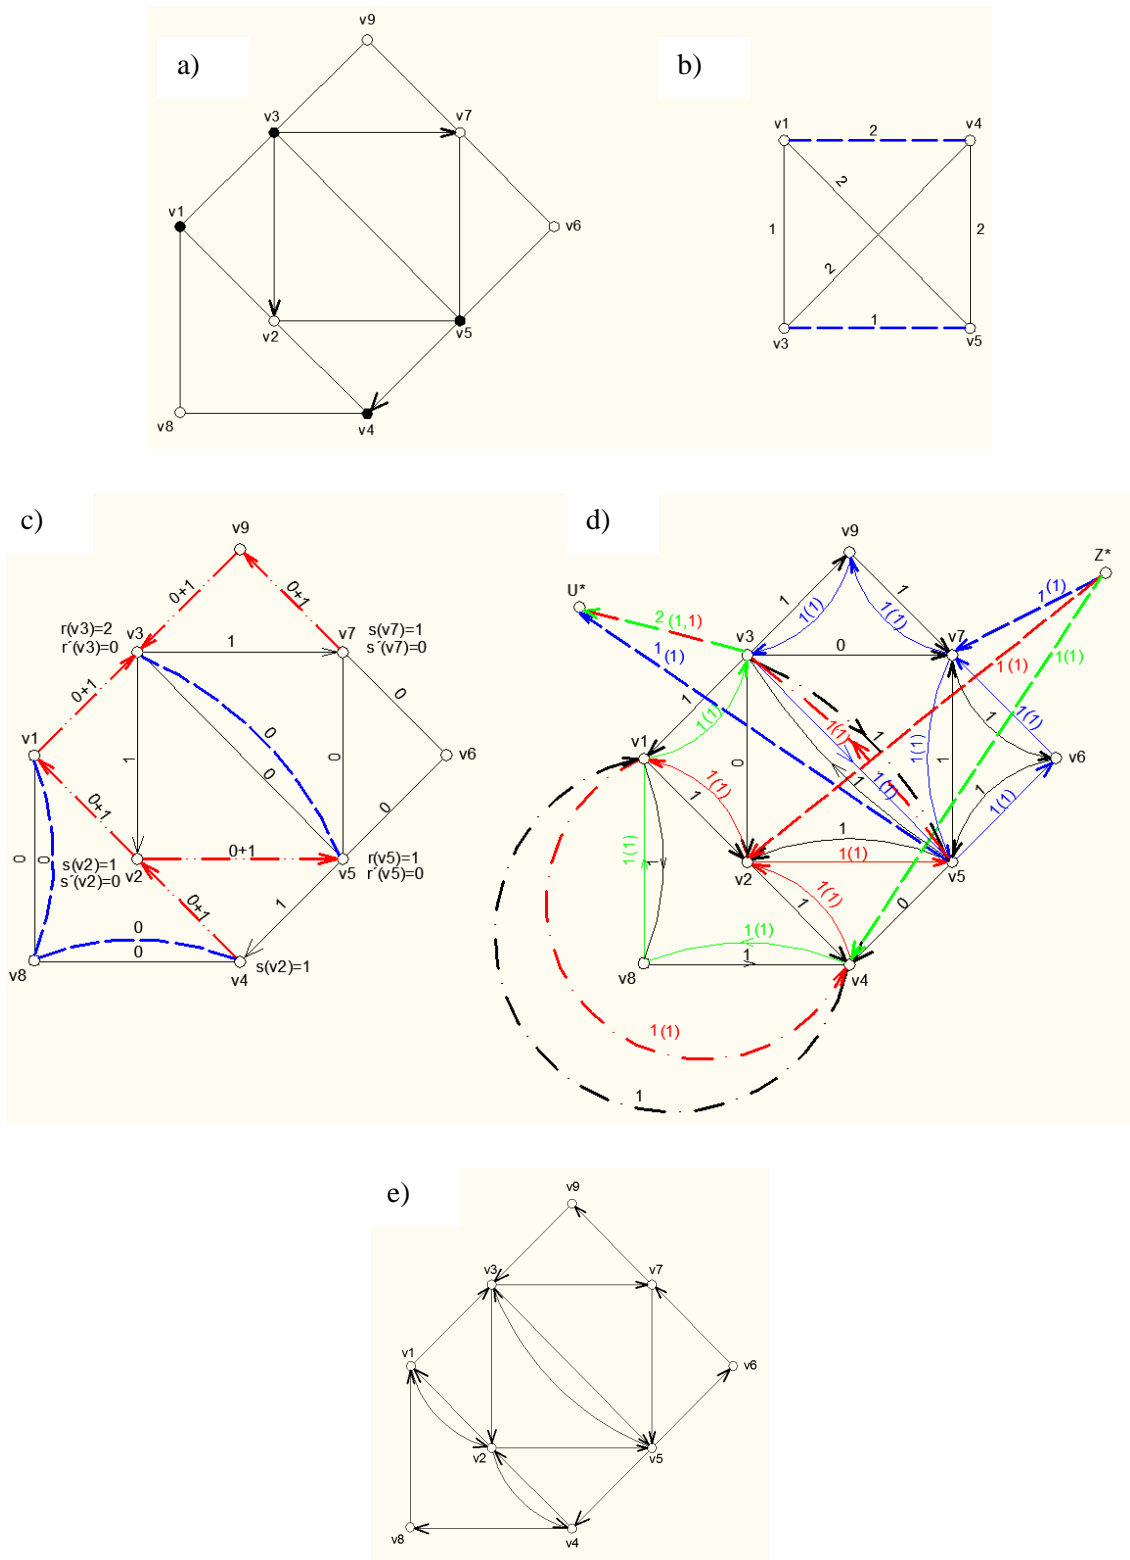 a)
v9
v3
v7
v1
v6
v2
v5
v8
v4
b)
v1
2
v4
2
1
2
2
1
v3
v5
c)
v9
0+1
0+1
r(v3)=2
r´(v3)=0
v3
1
v7
s(v7)=1
s´(v7)=0
0+1
0
v1
0
1
0
0
v6
0+1
0
0
0
s(v2)=1
s´(v2)=0
v2
0+1
r(v5)=1
v5
r´(v5)=0
0+1
1
0
0
v8
v4
s(v2)=1
d)
v9
Z*
U*
1
1(1)
1(1)
1
1(1)
2(1,1)
1(1)
v3
0
v7
1(1)
1(1)
1
1(1)
1
1(1)
1
1(1)
v1
1(1)
1
v6
1
1(1)
0
1
1(1)
1
1(1)
1
1
1(1)
v2
1(1)
v5
1(1)
1
0
1(1)
v8
1
v4
1(1)
1
e)
v9
v3
v7
v1
v6
v2
v5
v8
v4